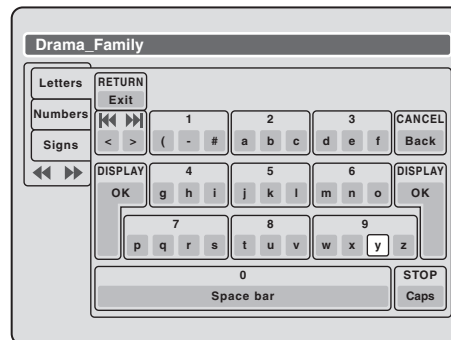 Drama_Family
Letters
Numbers
Signs
RETURN
Exit
< >
1
( - #
2
a b c
3
d e f
CANCEL
Back
DISPLAY
OK
4
g h i
5
j k l
6
m n o
DISPLAY
OK
7
p q r s
8
t u v
9
w x y z
0
Space bar
STOP
Caps